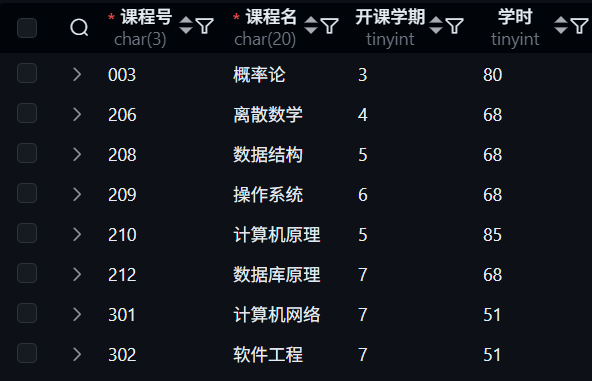 * 课程号 * 课程名 开课学期 学时
char(3) char(20) tinyint tinyint
003 概率论 3 80
206 离散数学 4 68
208 数据结构 5 68
209 操作系统 6 68
210 计算机原理 5 85
212 数据库原理 7 68
301 计算机网络 7 51
302 软件工程 7 51